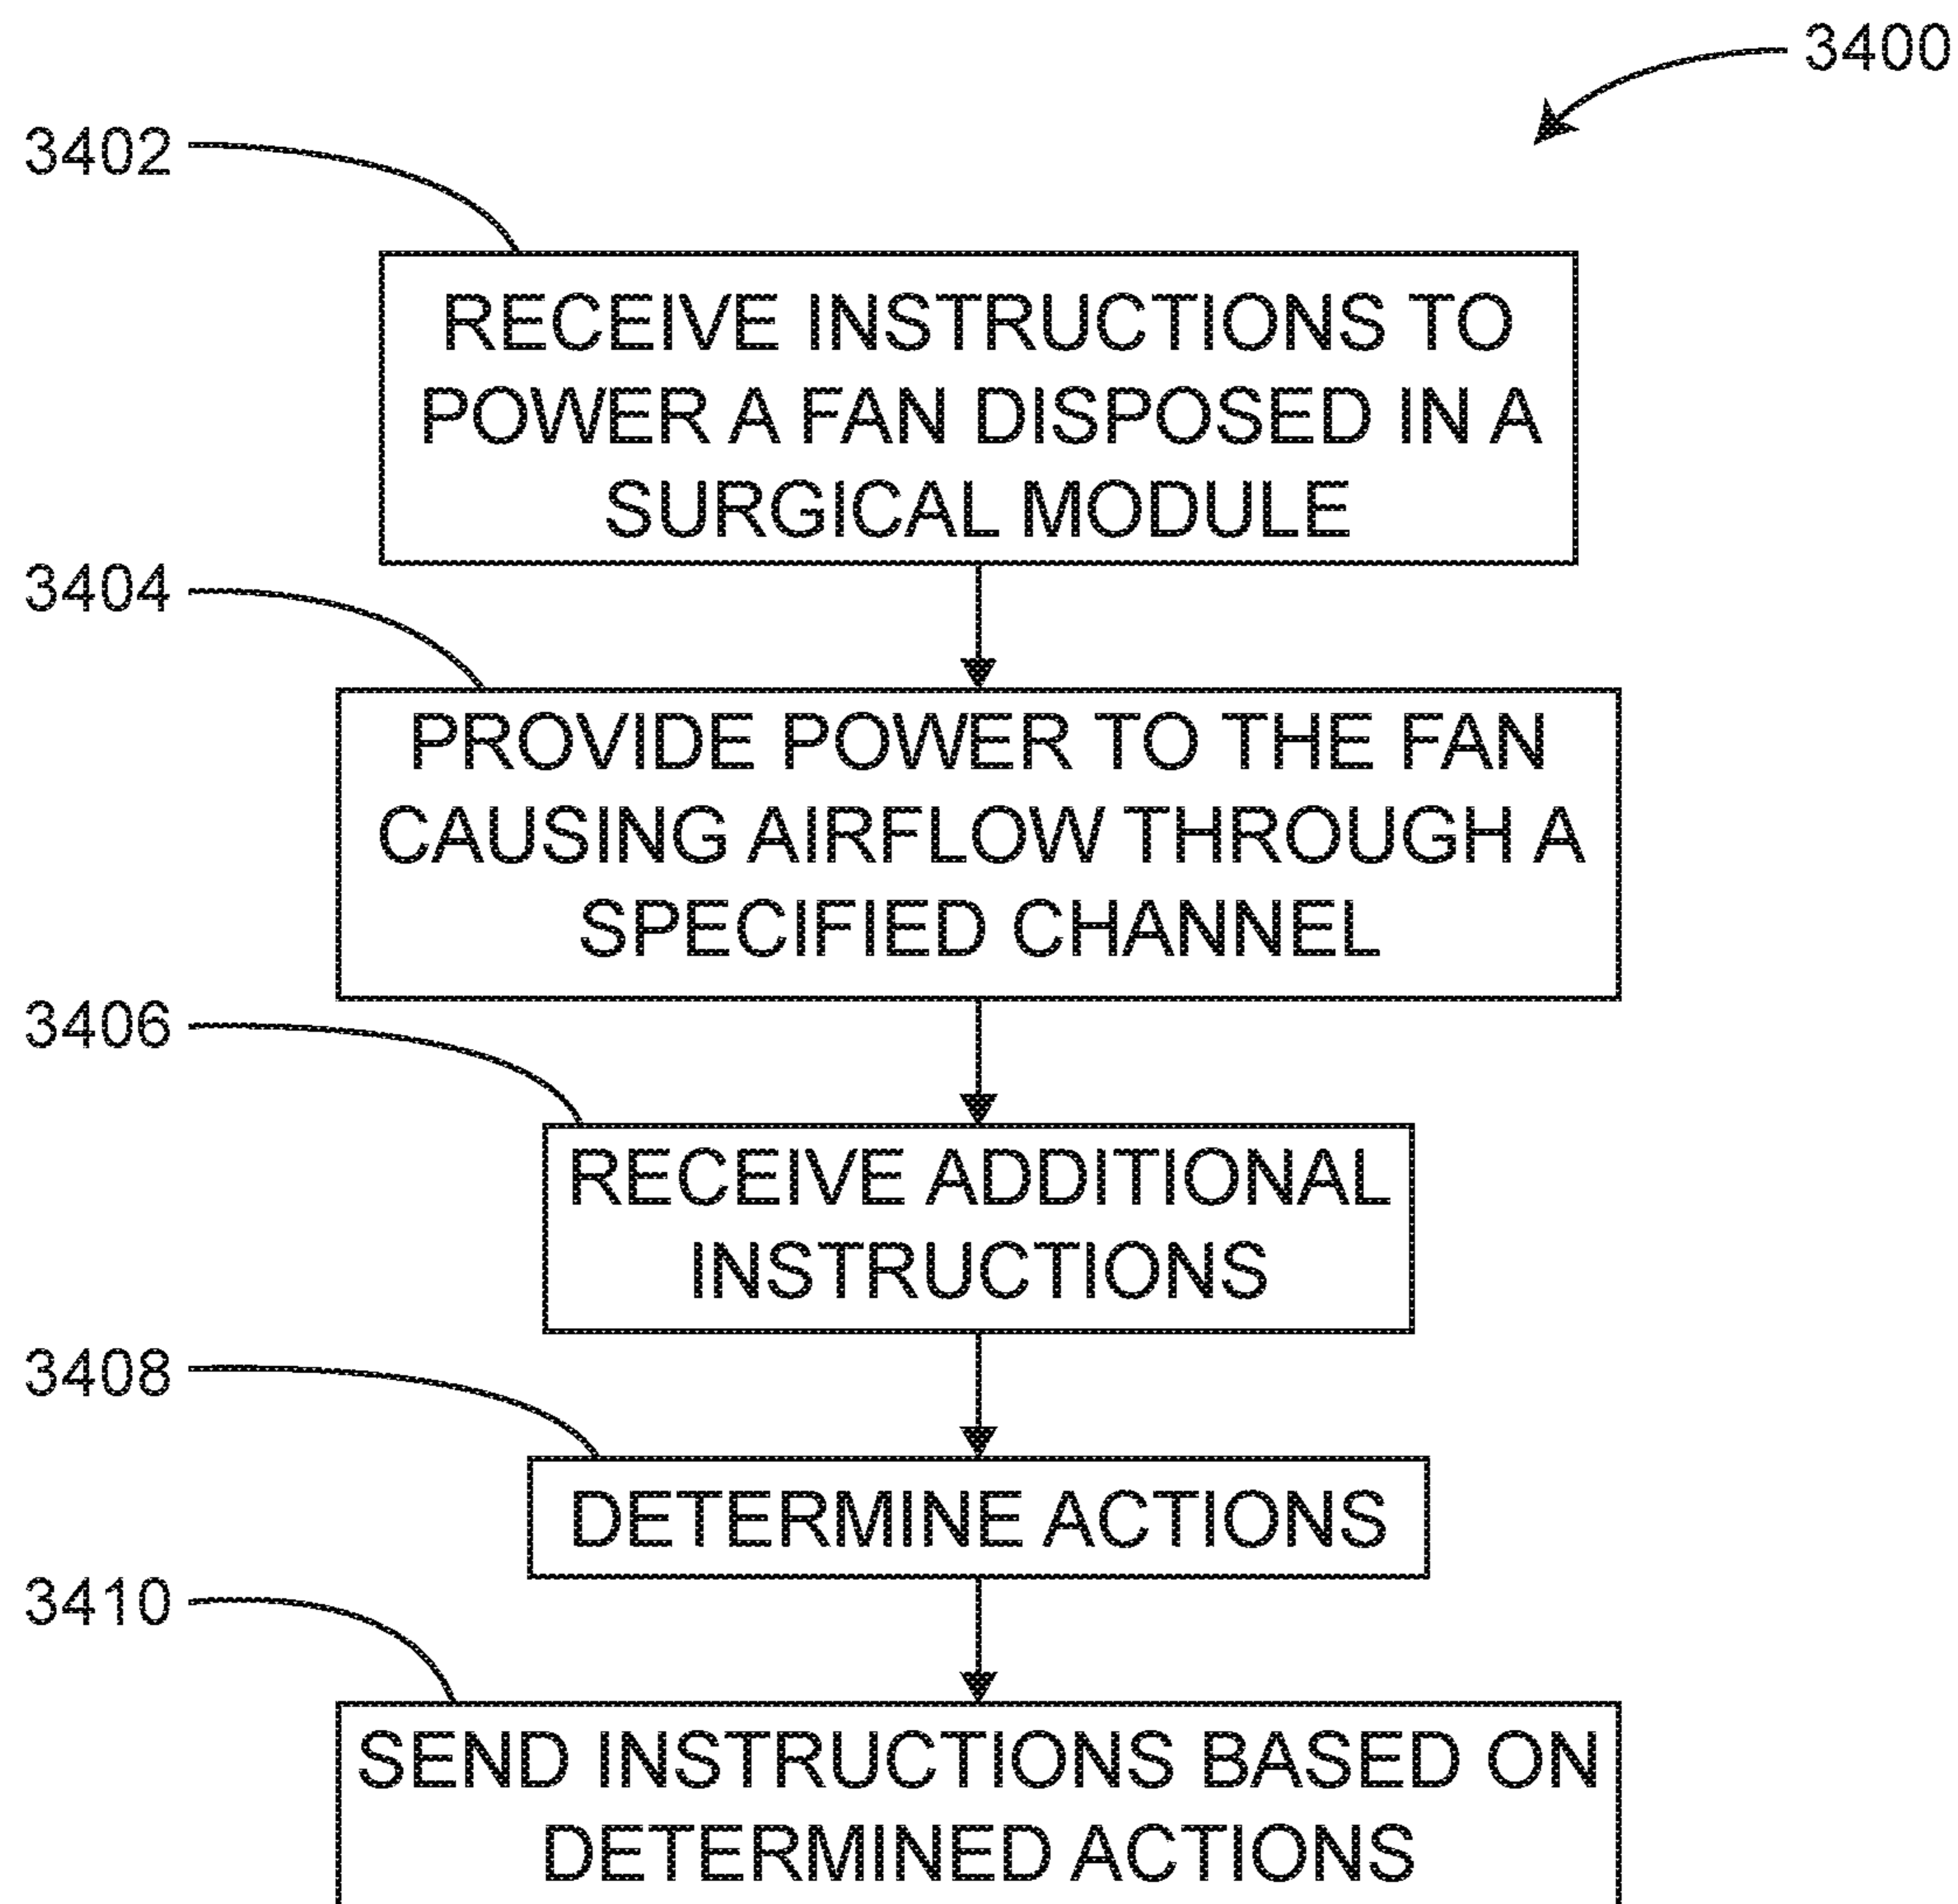 3400
3402
RECEIVE INSTRUCTIONS TO
POWER A FAN DISPOSED IN A
SURGICAL MODULE
3404
PROVIDE POWER TO THE FAN
CAUSING AIRFLOW THROUGH A
SPECIFIED CHANNEL
3406
RECEIVE ADDITIONAL
INSTRUCTIONS
3408
DETERMINE ACTIONS
3410
SEND INSTRUCTIONS BASED ON
DETERMINED ACTIONS